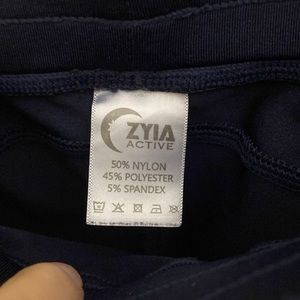 ZYIA
ACTIVE
50% NYLON
45% POLYESTER
5% SPANDEX